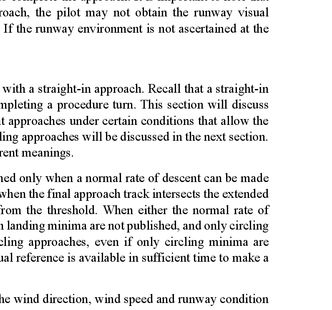 roach, the pilot may not obtain the runway visual
If the runway environment is not ascertained at the
with a straight-in approach. Recall that a straight-in
mpleting a procedure turn. This section will discuss
t approaches under certain conditions that allow the
ling approaches will be discussed in the next section.
rent meanings.
ned only when a normal rate of descent can be made
when the final approach track intersects the extended
from the threshold. When either the normal rate of
n landing minima are not published, and only circling
cling approaches, even if only circling minima are
ual reference is available in sufficient time to make a
he wind direction, wind speed and runway condition